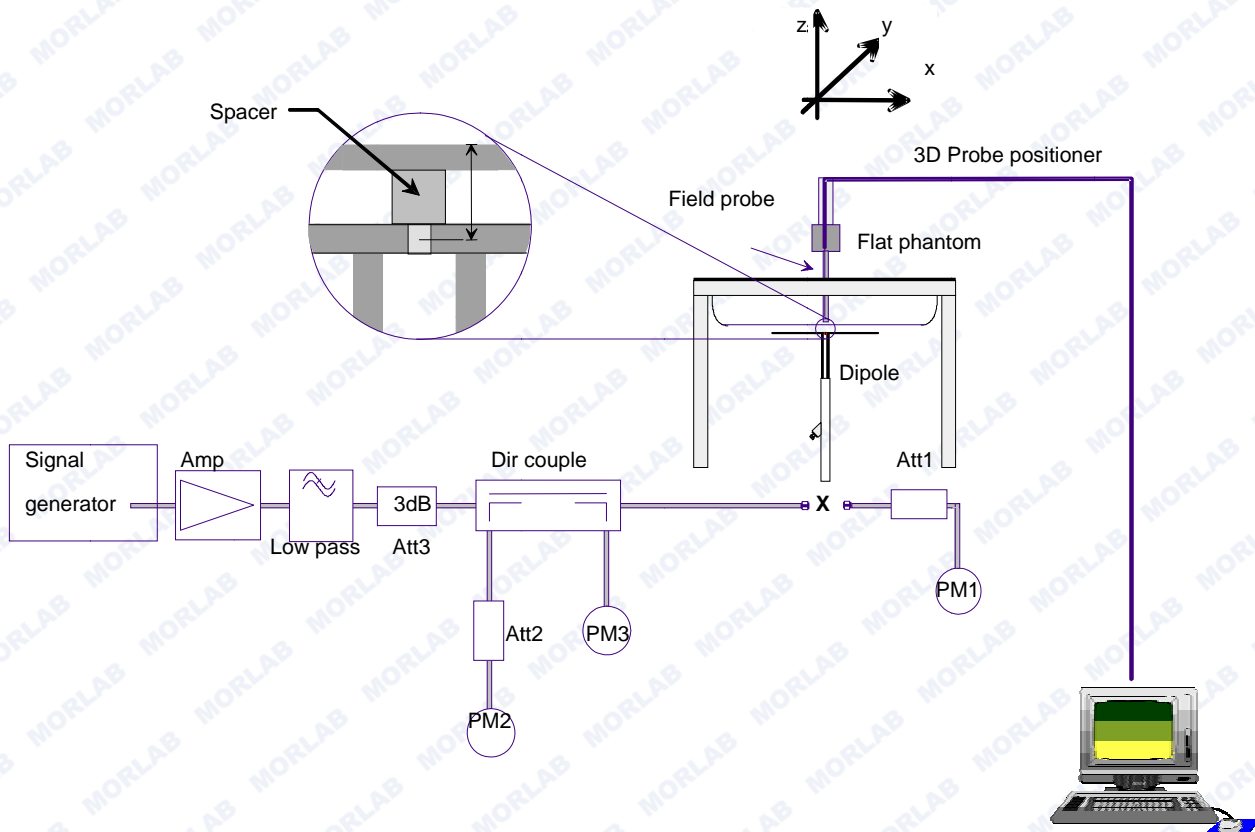 z
y
x
Spacer
3D Probe positioner
Field probe
Flat phantom
Dipole
Signal
generator
Amp
Low pass
3dB
Att3
Dir couple
Att1
X
PM1
Att2
PM3
PM2
MORLAB